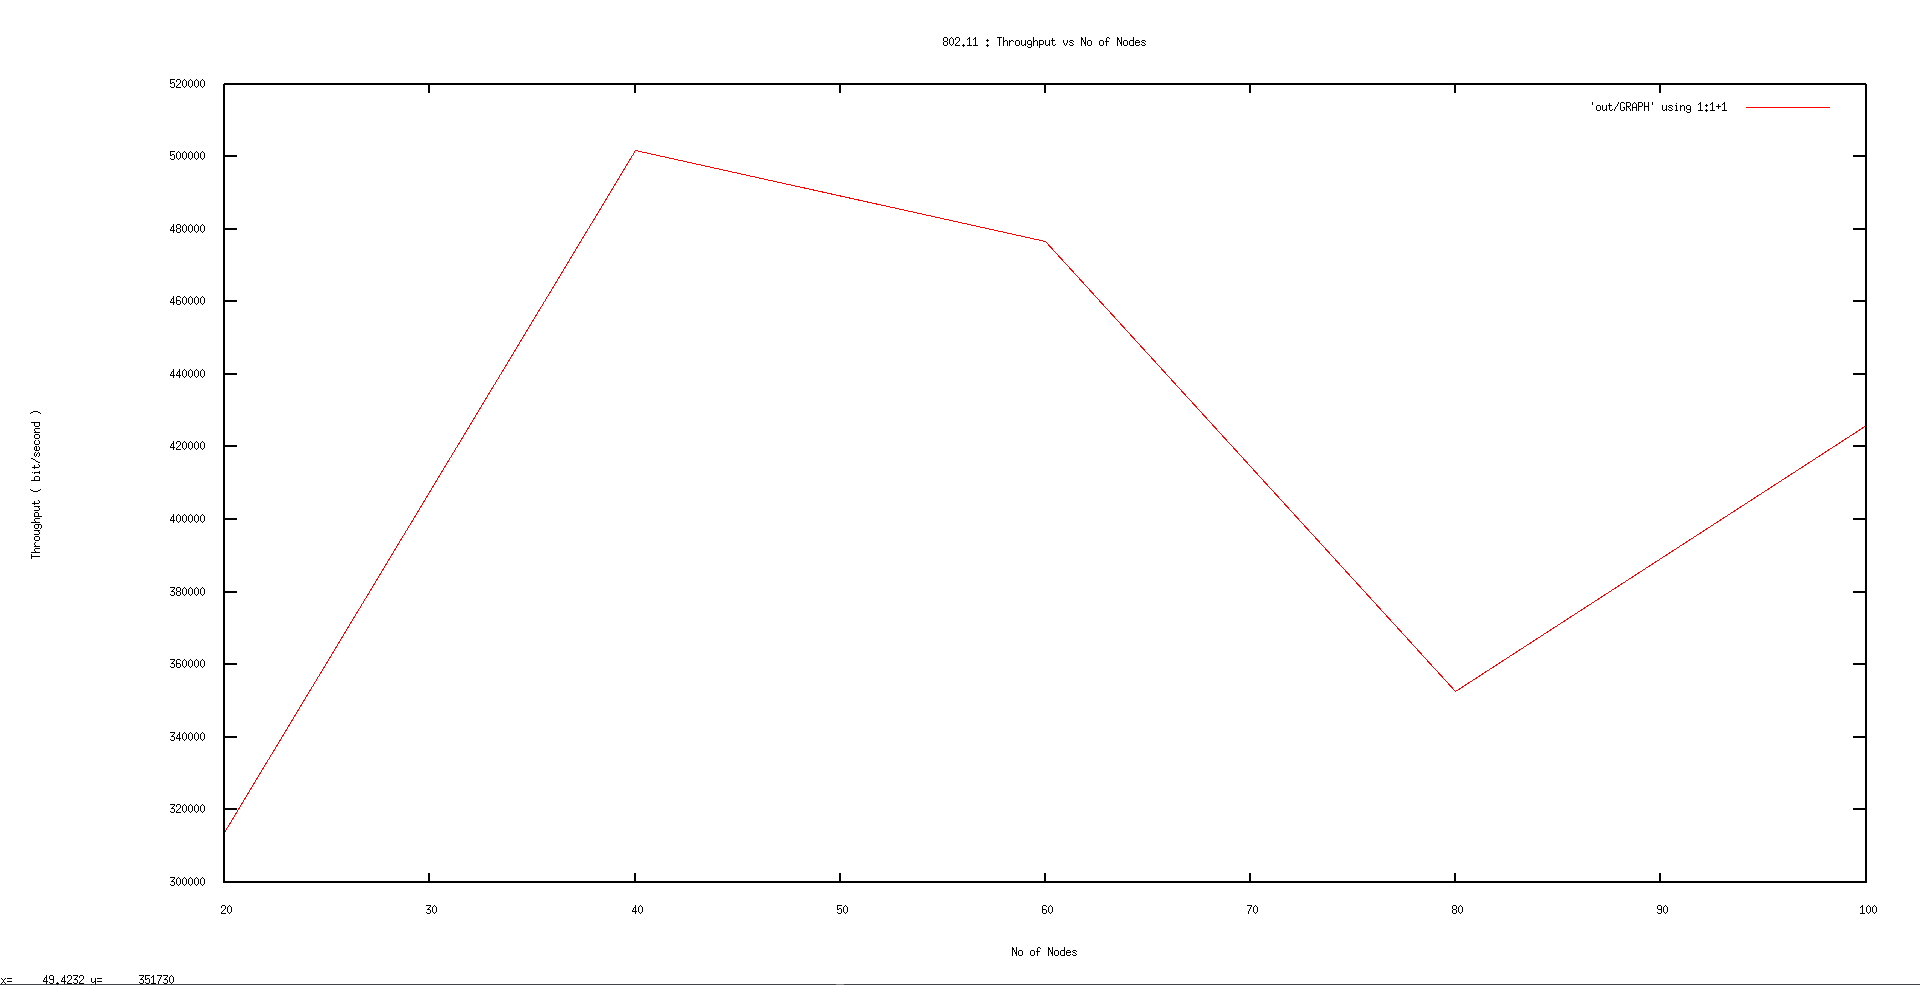 802.11 : Throughput vs No of Nodes
'out/GRAPH' using 1:1+1
520000
500000
480000
460000
440000
420000
400000
380000
360000
340000
320000
300000
Throughput ( bit/second )
20 30 40 50 60 70 80 90 100
No of Nodes
x= 49.4232 y= 351730